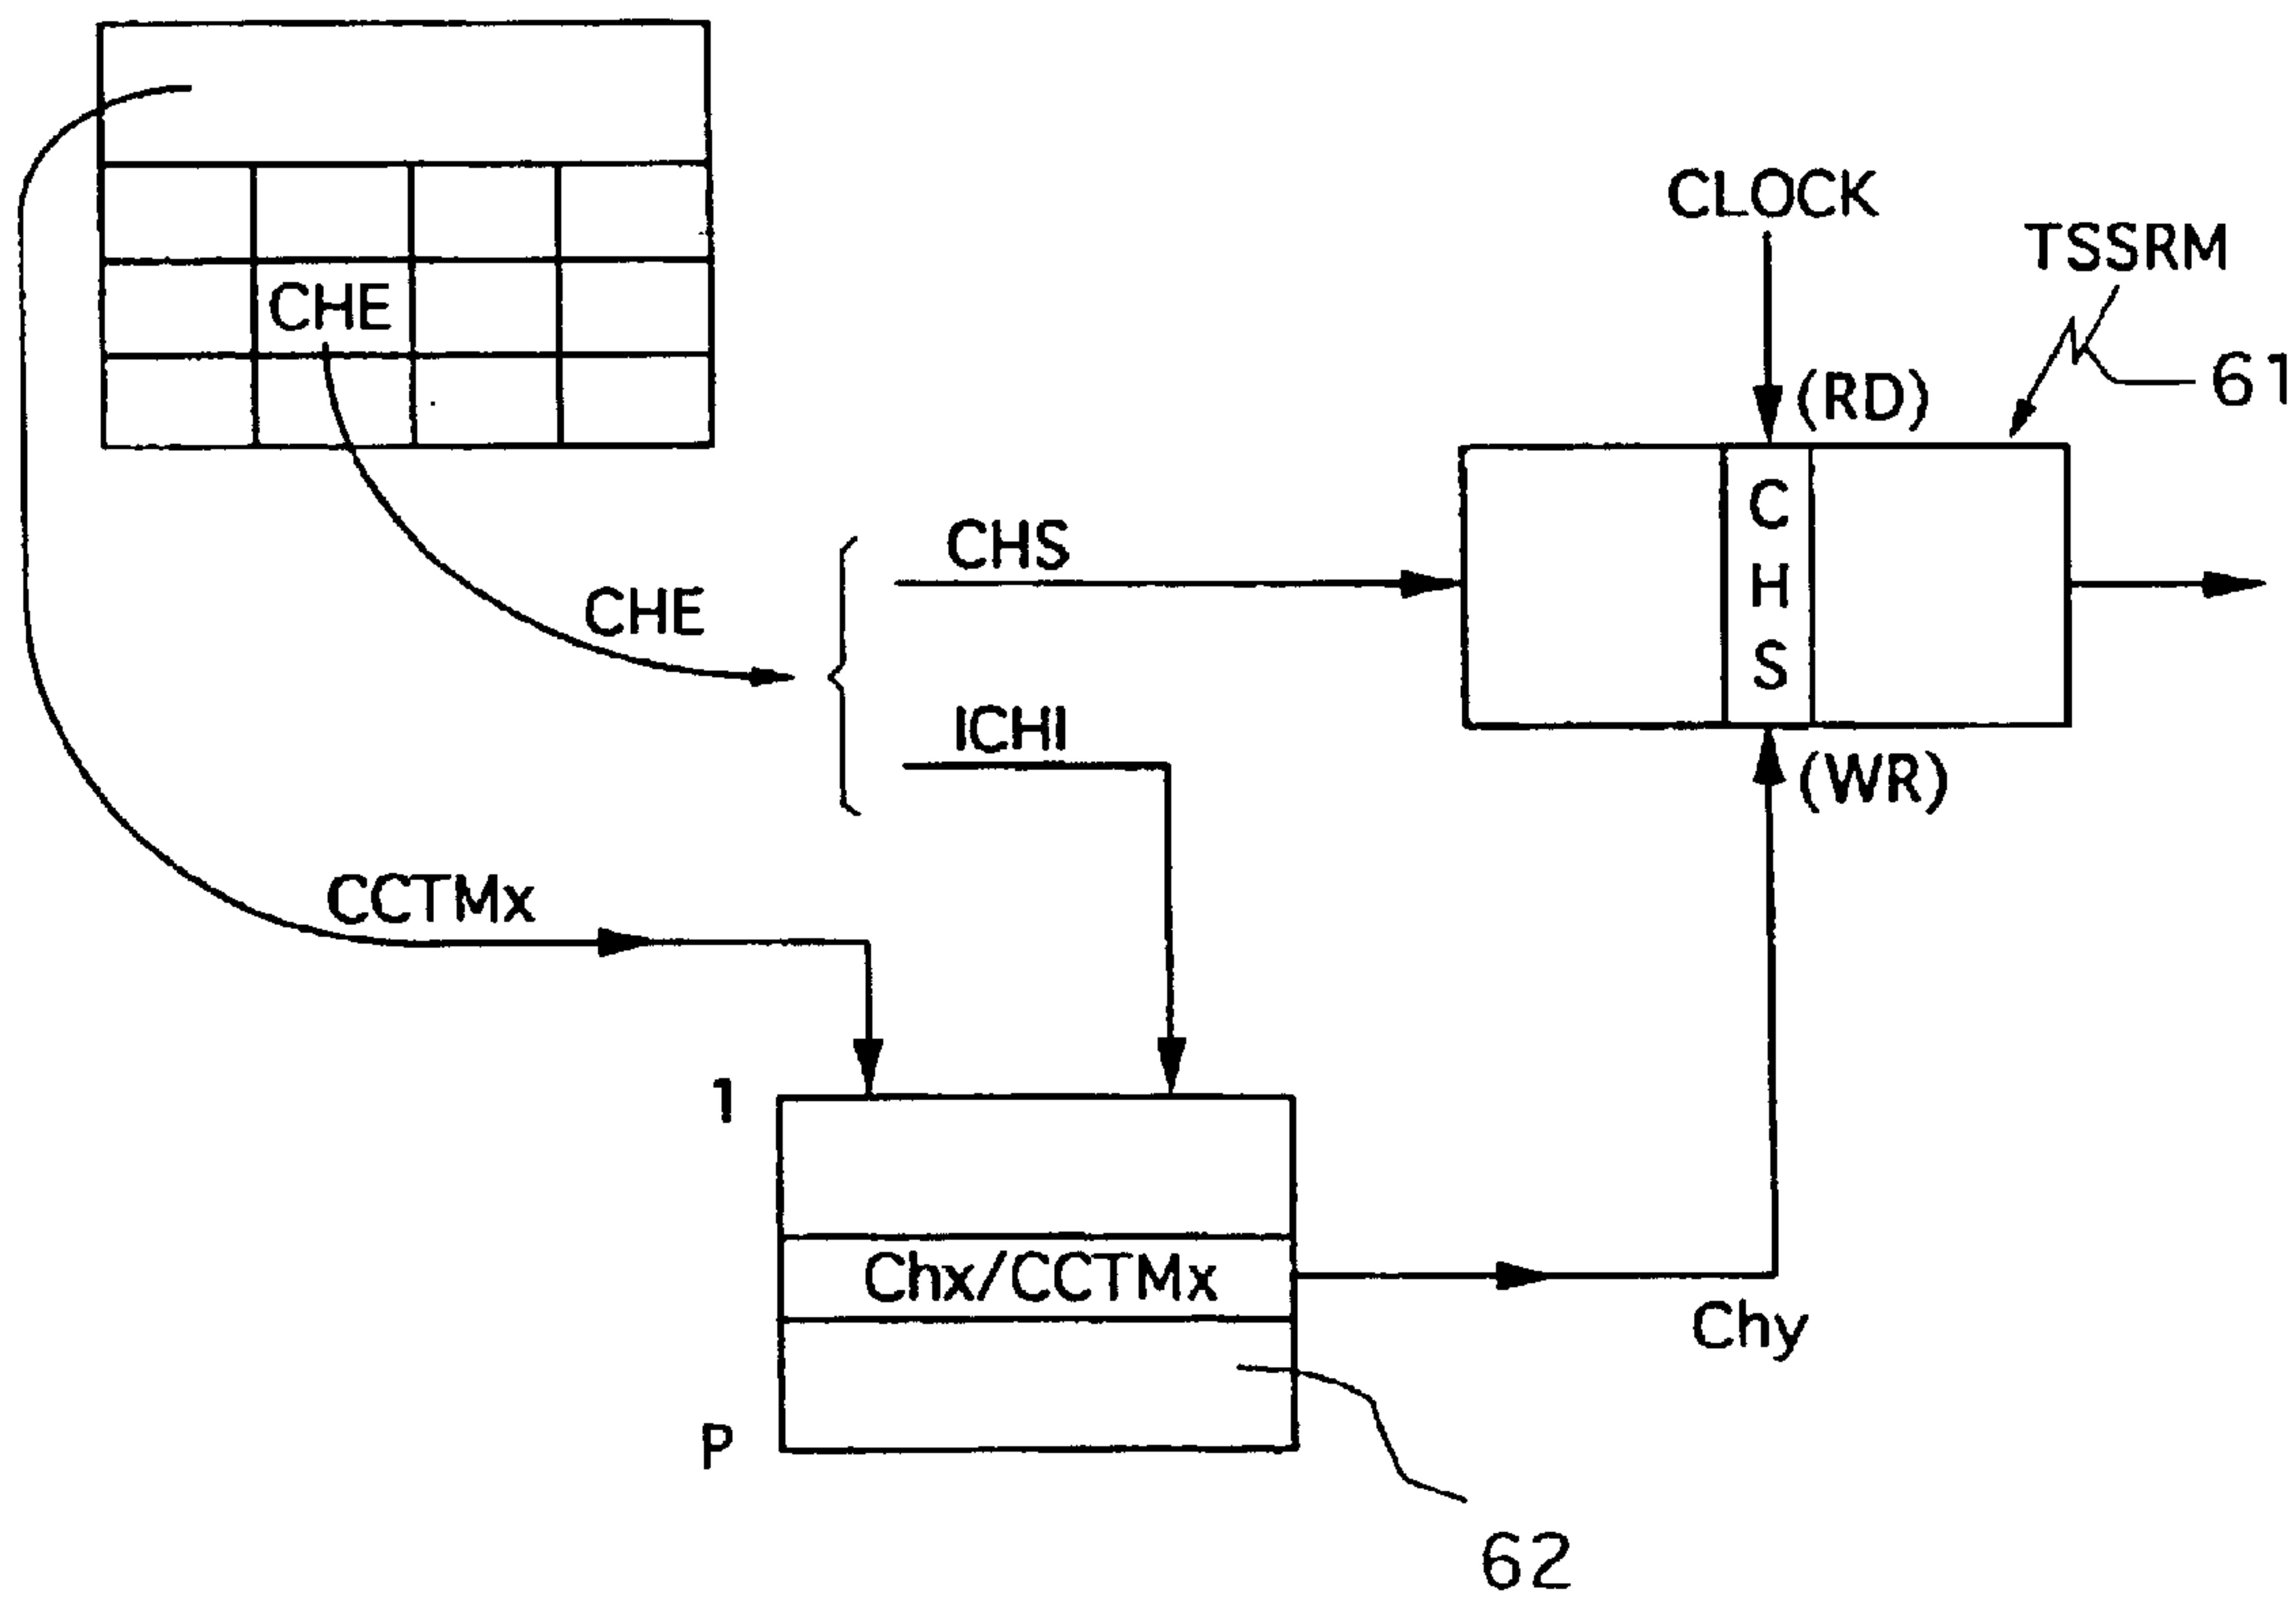 CLOCK
TSSRM
CHE
(RD)
61
CHS
C
H
S
CHE
ICHI
(WR)
CCTMx
1
Chx/CCTMx
Chy
P
62